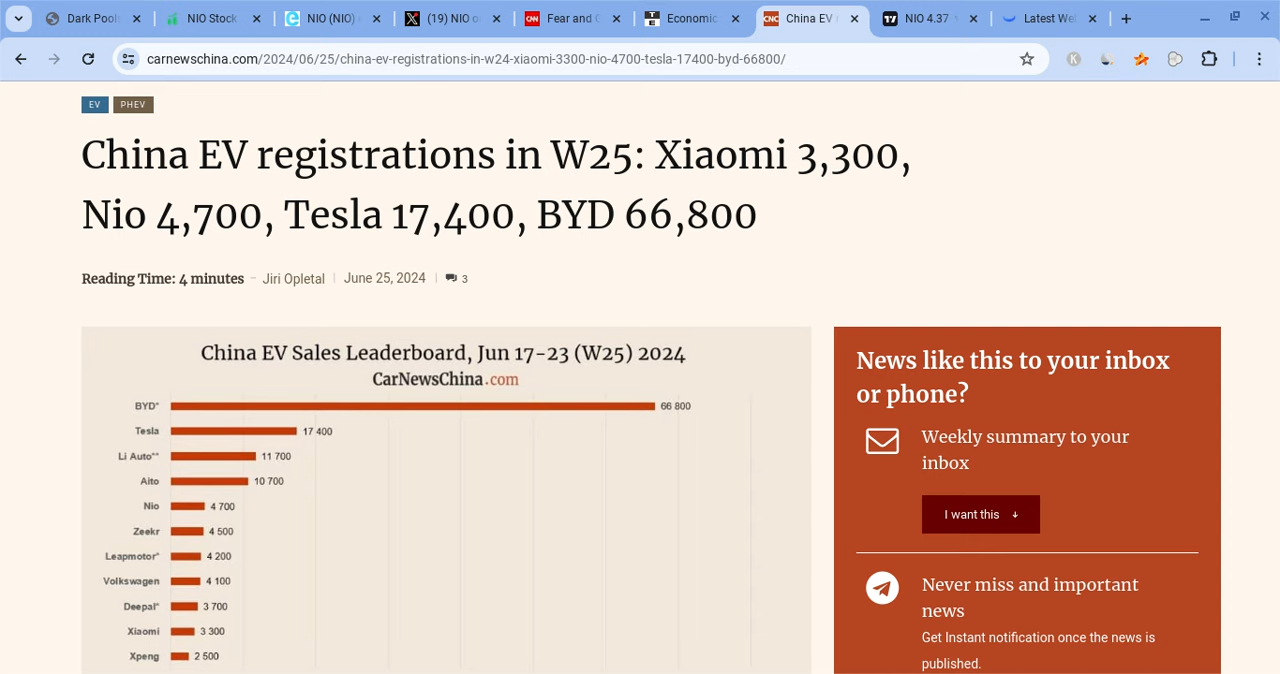 Dark Pool
NIO Stock
NIO (NIO)
(19) NIO o
Fear and
Economic
China EV
NIO 4.37
Latest We
carnewschina.com/2024/06/25/china-ev-registrations-in-w24-xiaomi-3300-nio-4700-tesla-17400-byd-66800/
EV PHEV
China EV registrations in W25: Xiaomi 3,300,
Nio 4,700, Tesla 17,400, BYD 66,800
Reading Time: 4 minutes – Jiri Opletal | June 25, 2024 | 3
China EV Sales Leaderboard, Jun 17-23 (W25) 2024
CarNewsChina.com
BYD* 66 800
Tesla 17 400
Li Auto** 11 700
Aito 10 700
Nio 4 700
Zeekr 4 500
Leapmotor* 4 200
Volkswagen 4 100
Deepal* 3 700
Xiaomi 3 300
Xpeng 2 500
News like this to your inbox
or phone?
Weekly summary to your
inbox
I want this
Never miss and important
news
Get Instant notification once the news is
published.